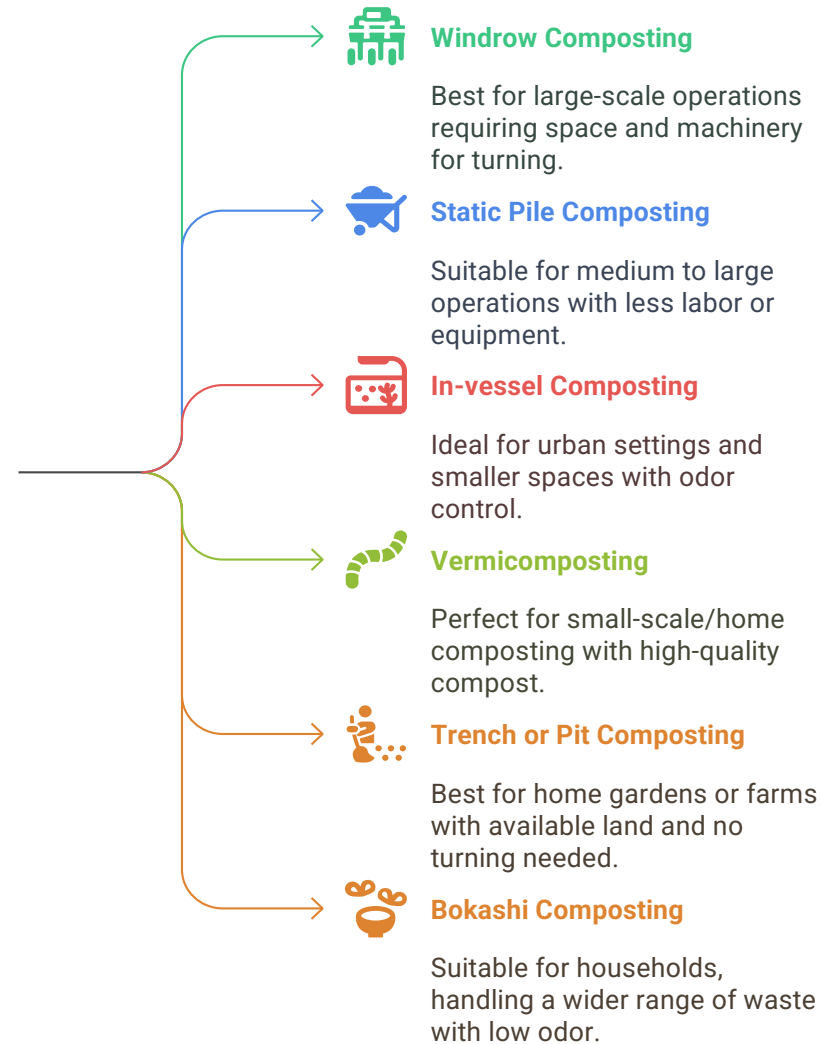 Windrow Composting
Best for large-scale operations
requiring space and machinery
for turning.
Static Pile Composting
Suitable for medium to large
operations with less labor or
equipment.
In-vessel Composting
Ideal for urban settings and
smaller spaces with odor
control.
Vermicomposting
Perfect for small-scale/home
composting with high-quality
compost.
Trench or Pit Composting
Best for home gardens or farms
with available land and no
turning needed.
Bokashi Composting
Suitable for households,
handling a wider range of waste
with low odor.